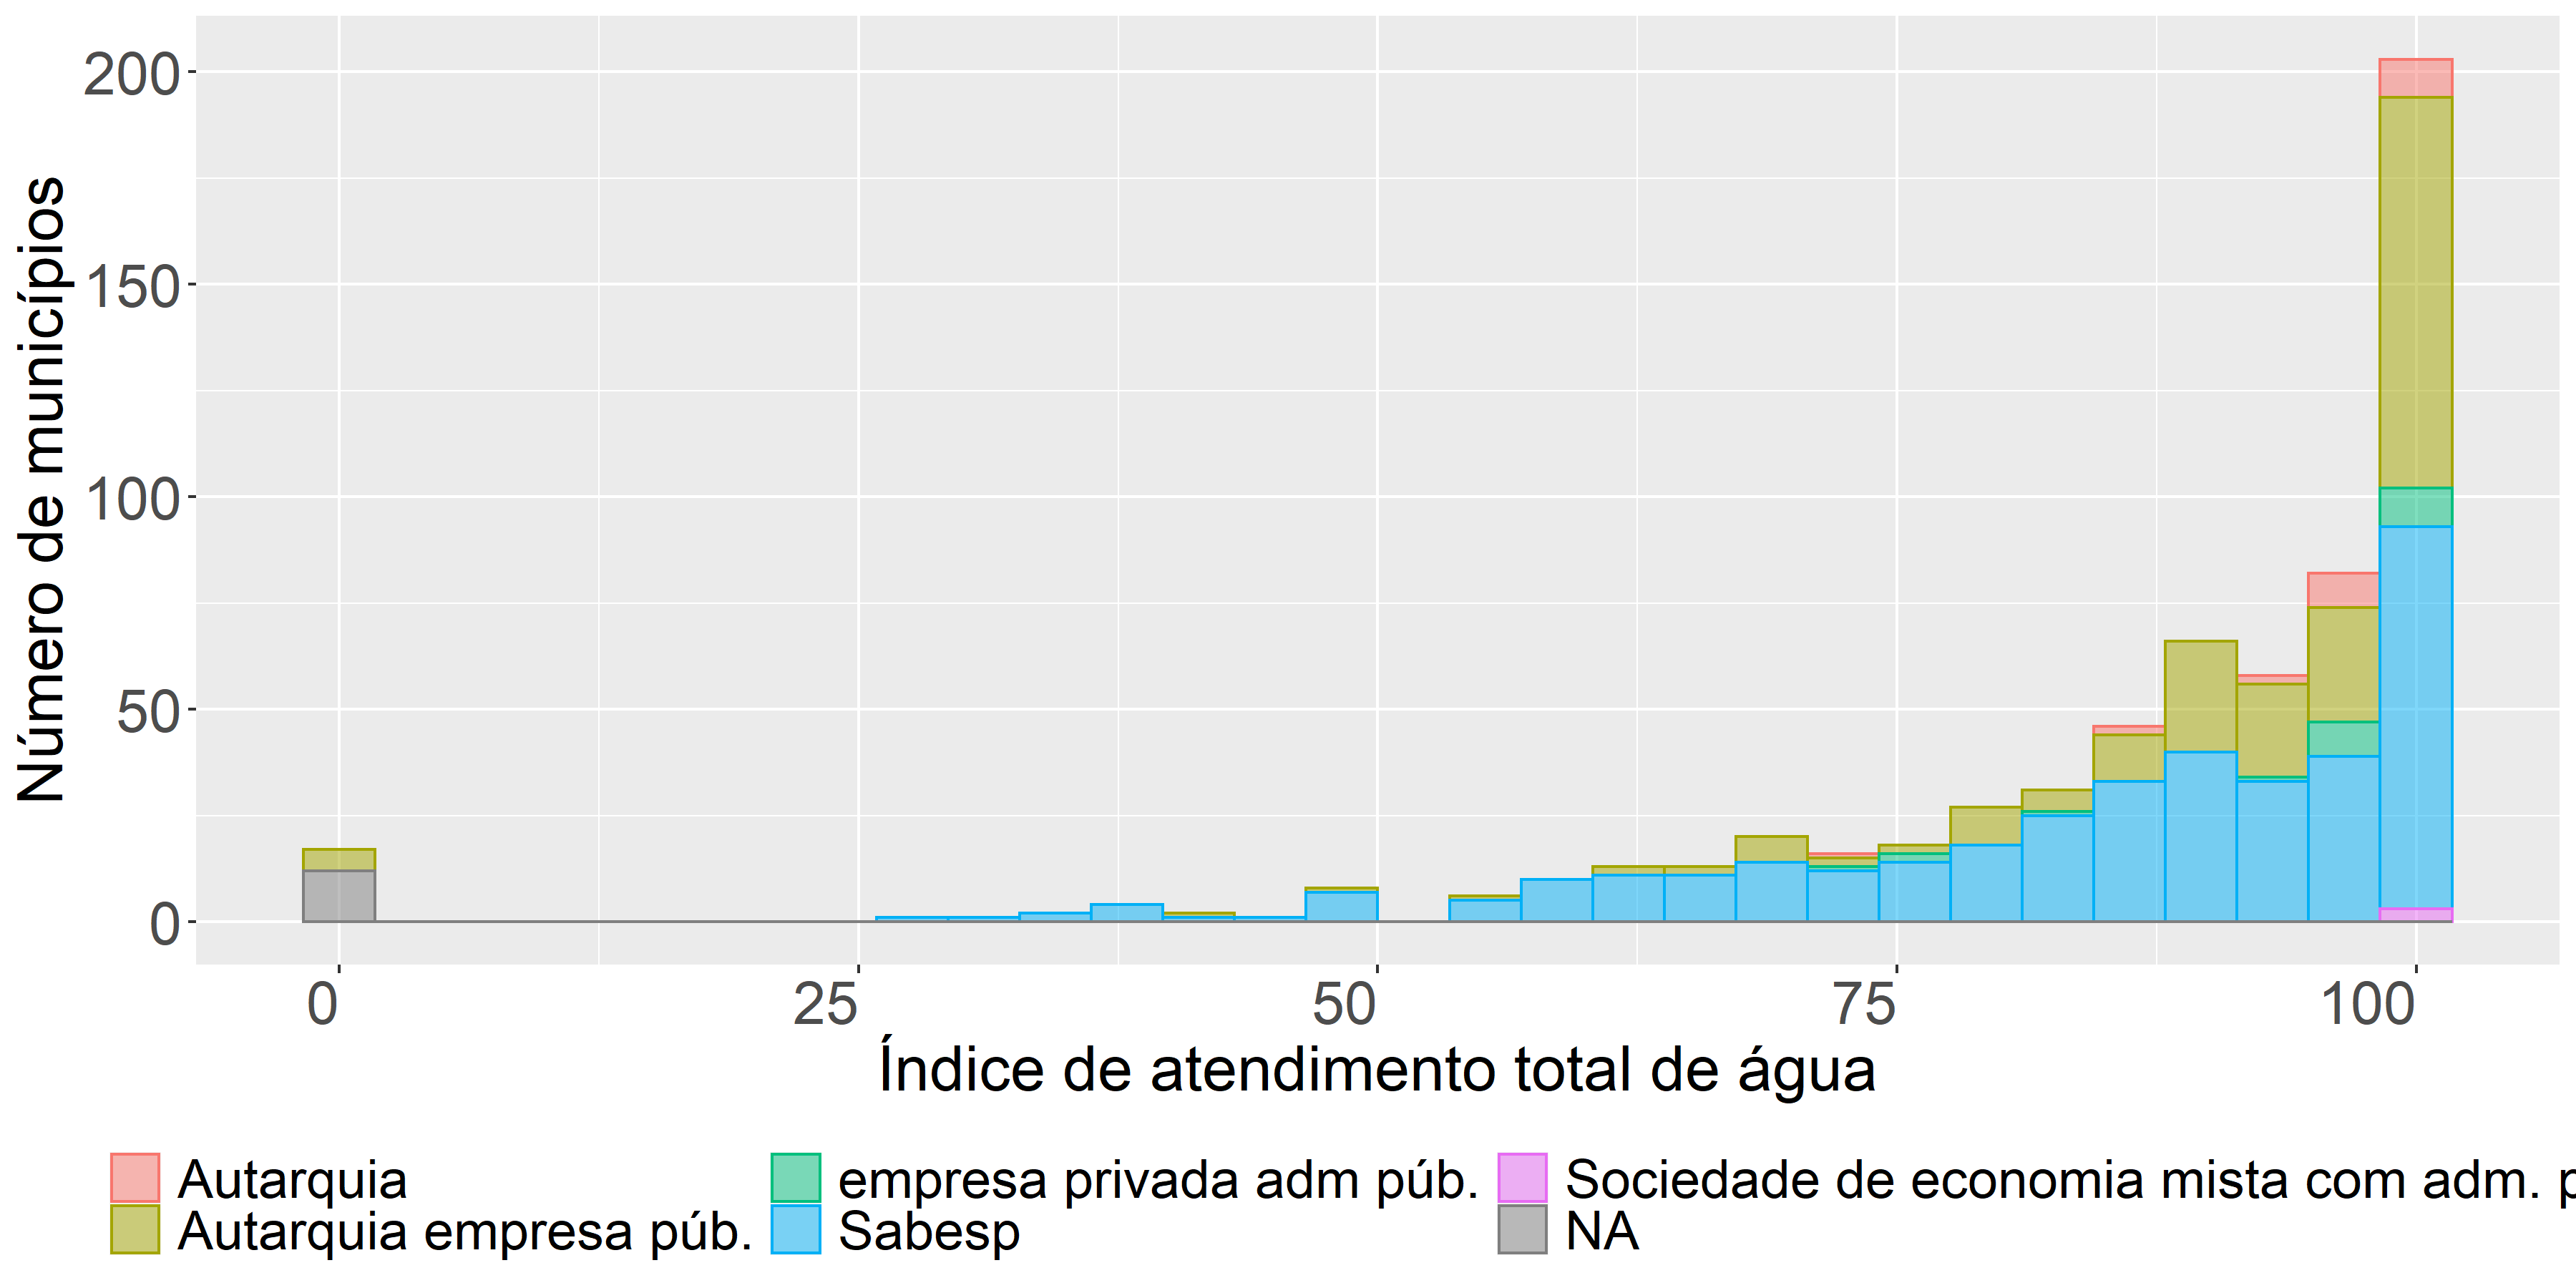 Número de municípios
200
150
100
50
0
0 25 50 75 100
Índice de atendimento total de água
Autarquia
Autarquia empresa púb.
empresa privada adm púb.
Sabesp
Sociedade de economia mista com adm.
NA